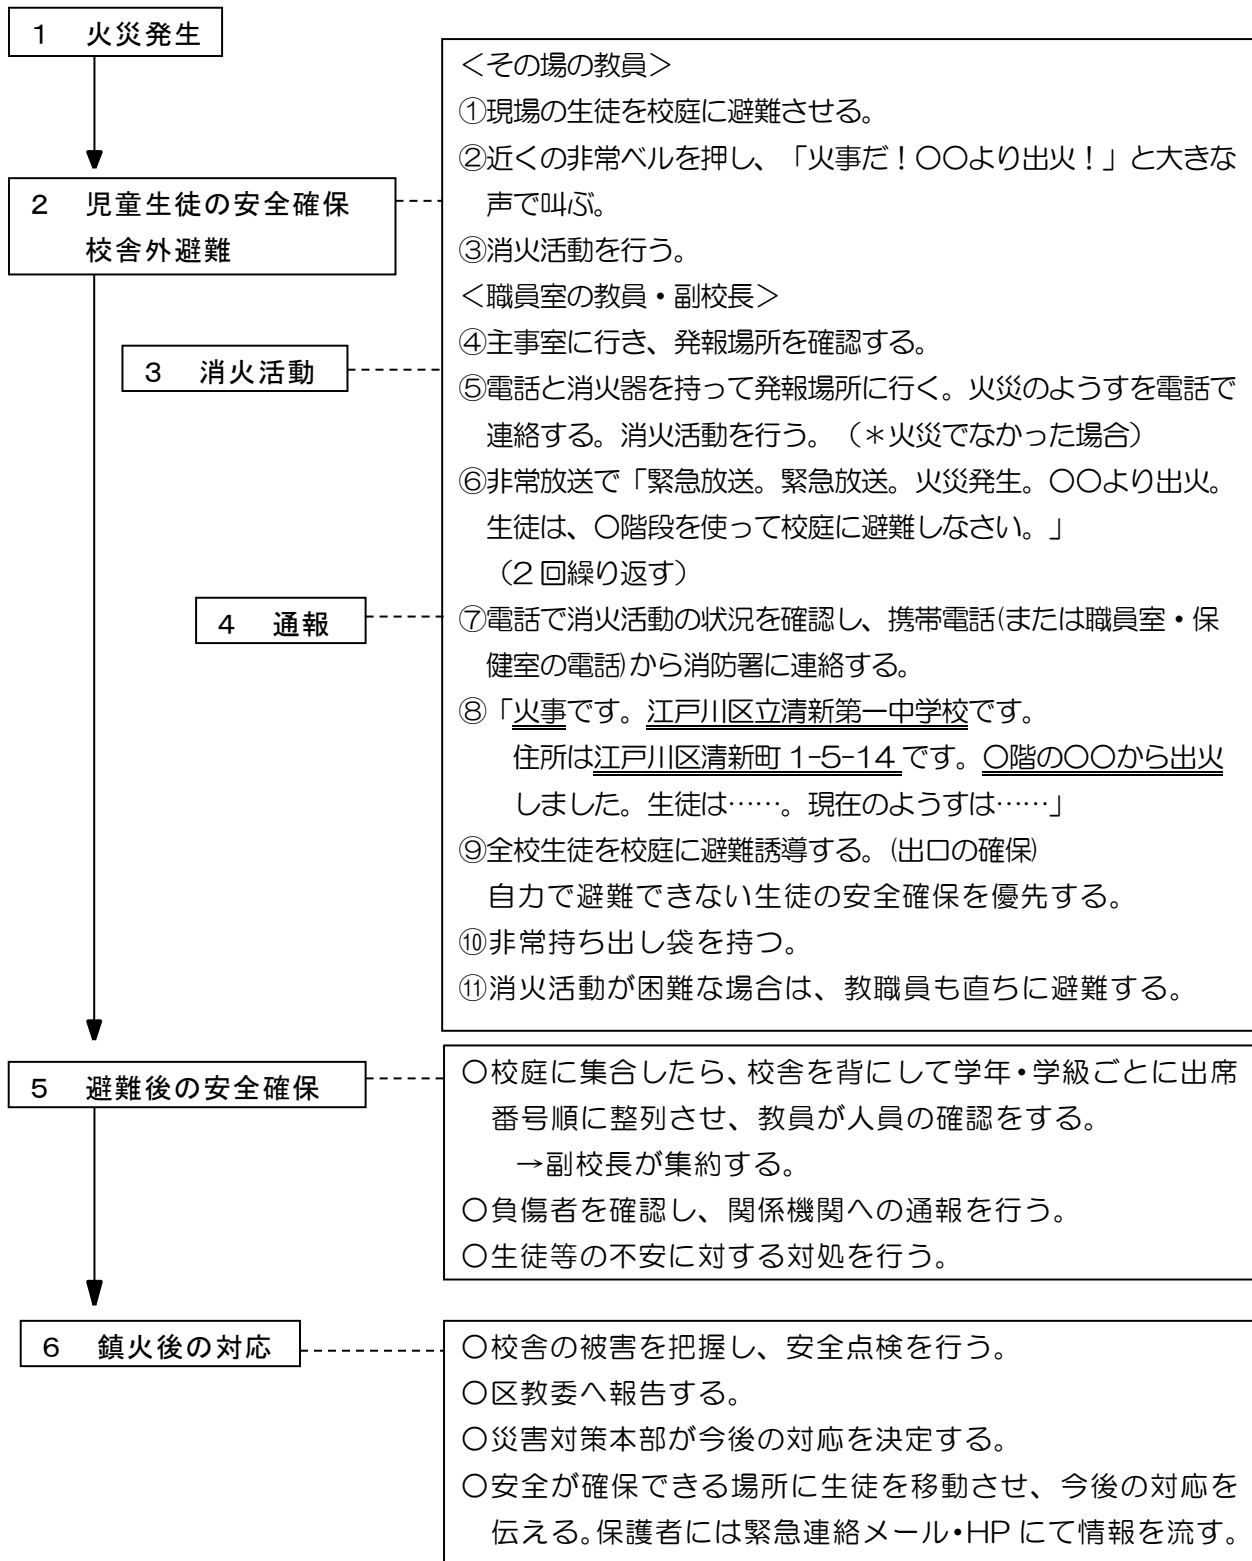 １　火災発生
２　児童生徒の安全確保
校舎外避難
３　消火活動
４　通報
５　避難後の安全確保
６　鎮火後の対応
＜その場の教員＞
①現場の生徒を校庭に避難させる。
②近くの非常ベルを押し、「火事だ！〇〇より出火！」と大きな
声で叫ぶ。
③消火活動を行う。
＜職員室の教員・副校長＞
④主事室に行き、発報場所を確認する。
⑤電話と消火器を持って発報場所に行く。火災のようすを電話で
連絡する。消火活動を行う。（＊火災でなかった場合）
⑥非常放送で「緊急放送。緊急放送。火災発生。〇〇より出火。
生徒は、〇階段を使って校庭に避難しなさい。」
（２回繰り返す）
⑦電話で消火活動の状況を確認し、携帯電話(または職員室・保
健室の電話)から消防署に連絡する。
⑧「火事です。江戸川区立清新第一中学校です。
住所は江戸川区清新町 1-5-14 です。〇階の〇〇から出火
しました。生徒は……。現在のようすは……」
⑨全校生徒を校庭に避難誘導する。(出口の確保)
自力で避難できない生徒の安全確保を優先する。
⑩非常持ち出し袋を持つ。
⑪消火活動が困難な場合は、教職員も直ちに避難する。
〇校庭に集合したら、校舎を背にして学年・学級ごとに出席
番号順に整列させ、教員が人員の確認をする。
→副校長が集約する。
〇負傷者を確認し、関係機関への通報を行う。
〇生徒等の不安に対する対処を行う。
〇校舎の被害を把握し、安全点検を行う。
〇区教委へ報告する。
〇災害対策本部が今後の対応を決定する。
〇安全が確保できる場所に生徒を移動させ、今後の対応を
伝える。保護者には緊急連絡メール・HP にて情報を流す。